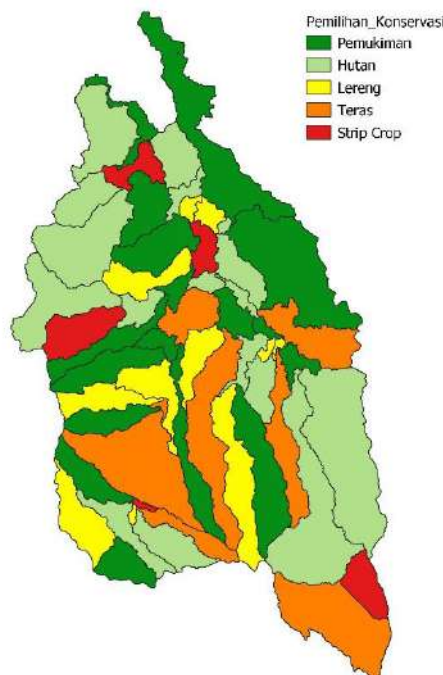 Pemilihan_Konservasi
Pemukiman
Hutan
Lereng
Teras
Strip Crop